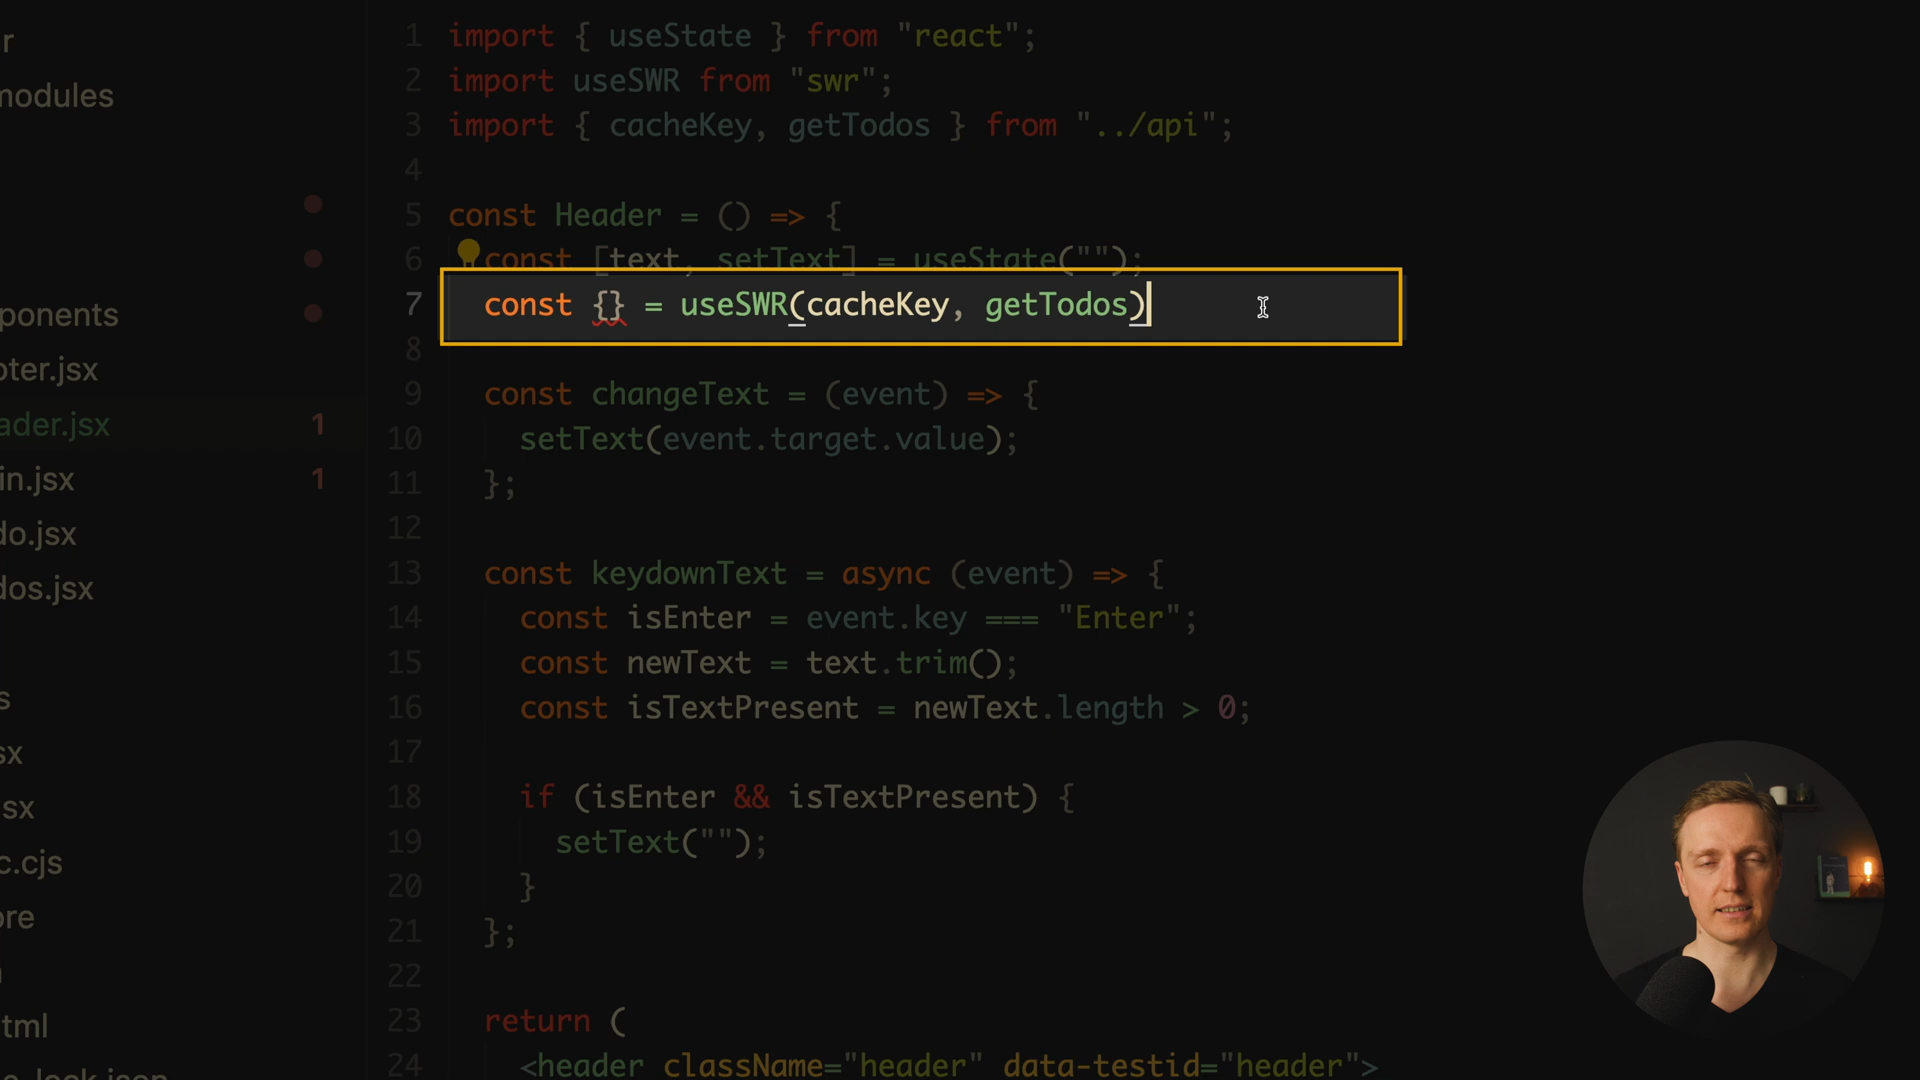 r
modules
ponents
oter.jsx
ader.jsx 1
in.jsx 1
do.jsx
dos.jsx
s
sx
sx
c.cjs
ore
tml
e-lock.json
1 import { useState } from "react";
2 import useSWR from "swr";
3 import { cacheKey, getTodos } from "../api";
4
5 const Header = () => {
6 const [text, setText] = useState("");
7 const {} = useSWR(cacheKey, getTodos)
8
9 const changeText = (event) => {
10 setText(event.target.value);
11 };
12
13 const keydownText = async (event) => {
14 const isEnter = event.key === "Enter";
15 const newText = text.trim();
16 const isTextPresent = newText.length > 0;
17
18 if (isEnter && isTextPresent) {
19 setText("");
20 }
21 };
22
23 return (
24 <header className="header" data-testid="header">